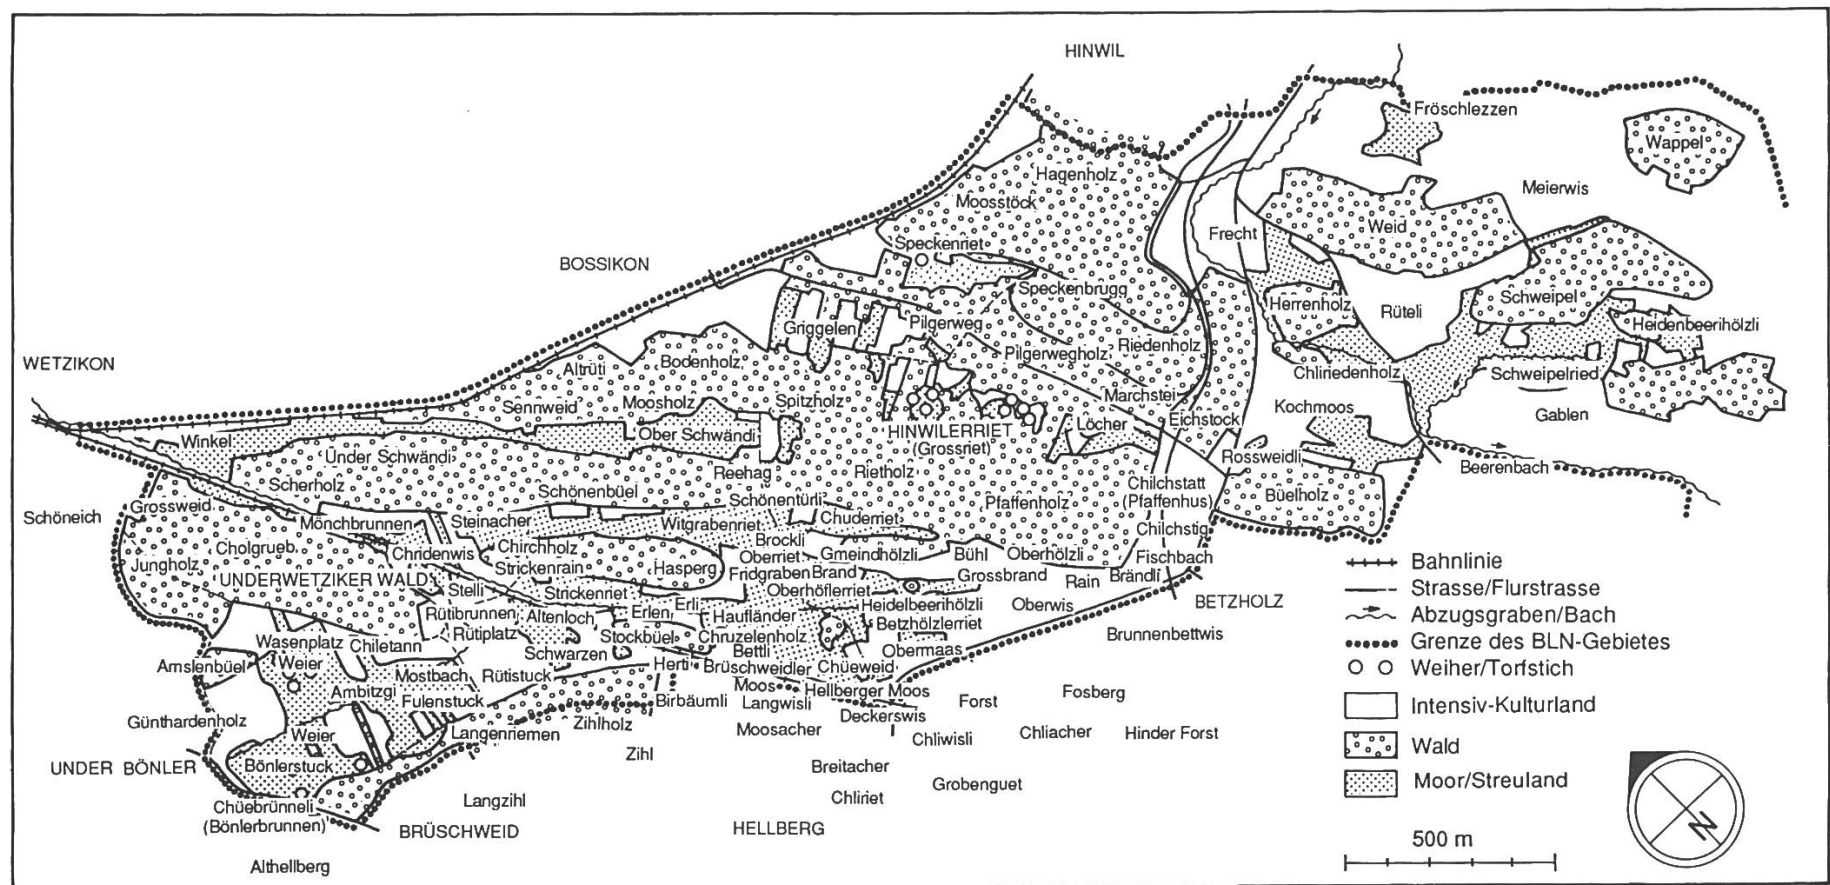 HINWIL
Fröschlezzen
Wappel
Hagenholz
Meierwis
Moosstöck
Weid
Frecht
Speckenriet
BOSSIKON
Speckenbrugg
Herrenholz
Rüteli
Schweipel
Griggelen
Pilgerweg
Heidenbeerihölzli
Riedenholz
Pilgerwegholz
WETZIKON
Altrüti
Bodenholz
Chliriedenholz
Schweipelried
Marchstei
Sennweid
Moosholz
Spitzholz
Kochmoos
Gablen
Eichstock
Winkel
Ober Schwändi
HINWILERRIET
(Grossriet)
Löcher
Under Schwändi
Rossweidli
Beerenbach
Reehag
Rietholz
Scherholz
Chilchstatt
(Pfaffenhus)
Büelholz
Schönenbüel
Schönentürli
Pfaffenholz
Grossweid
Schöneich
Mönchbrunnen
Steinacher
Witgrabenriet
Chuderriet
Chilchstig
Brockli
Cholgrueb
Chridenwis
Chirchholz
Oberriet
Gmeindhölzli
Bühl
Oberhölzli
Fischbach
Jungholz
Strickenrain
Hasperg
Fridgraben
Brand
Grossbrand
Rain
Brändli
UNDERWETZIKER WALD
Stelli
Strickenriet
Oberhöflerriet
Erli
Heidelbeerihölzli
Oberwis
BETZHOLZ
Rütibrunnen
Altenloch
Erlen
Haufländer
Betzhölzlerriet
Rütiplatz
Stockbüel
Chruzelenholz
Brunnenbettwis
Wasenplatz
Chiletann
Schwarzen
Bettli
Obermaas
Amslenbüel
Weier
Mostbach
Rütistuck
Herti
Brüschweidler
Moos
Chüeweid
Ambitzgi
Fulenstuck
Birbäumli
Langwisli
Hellberger Moos
Forst
Fosberg
Günthardenholz
Weier
Langenriemen
Zihlholz
Moosacher
Deckerswis
Chliwisli
Chliacher
Hinder Forst
UNDER BÖNLER
Bönlerstuck
Zihl
Breitacher
Grobenguet
Chüebrünneli
(Bönlerbrunnen)
Langzihl
Chliriet
BRÜSCHWEID
HELLBERG
Althellberg
Bahnlinie
Strasse/Flurstrasse
Abzugsgraben/Bach
Grenze des BLN-Gebietes
Weiher/Torfstich
Intensiv-Kulturland
Wald
Moor/Streuland
500 m
N